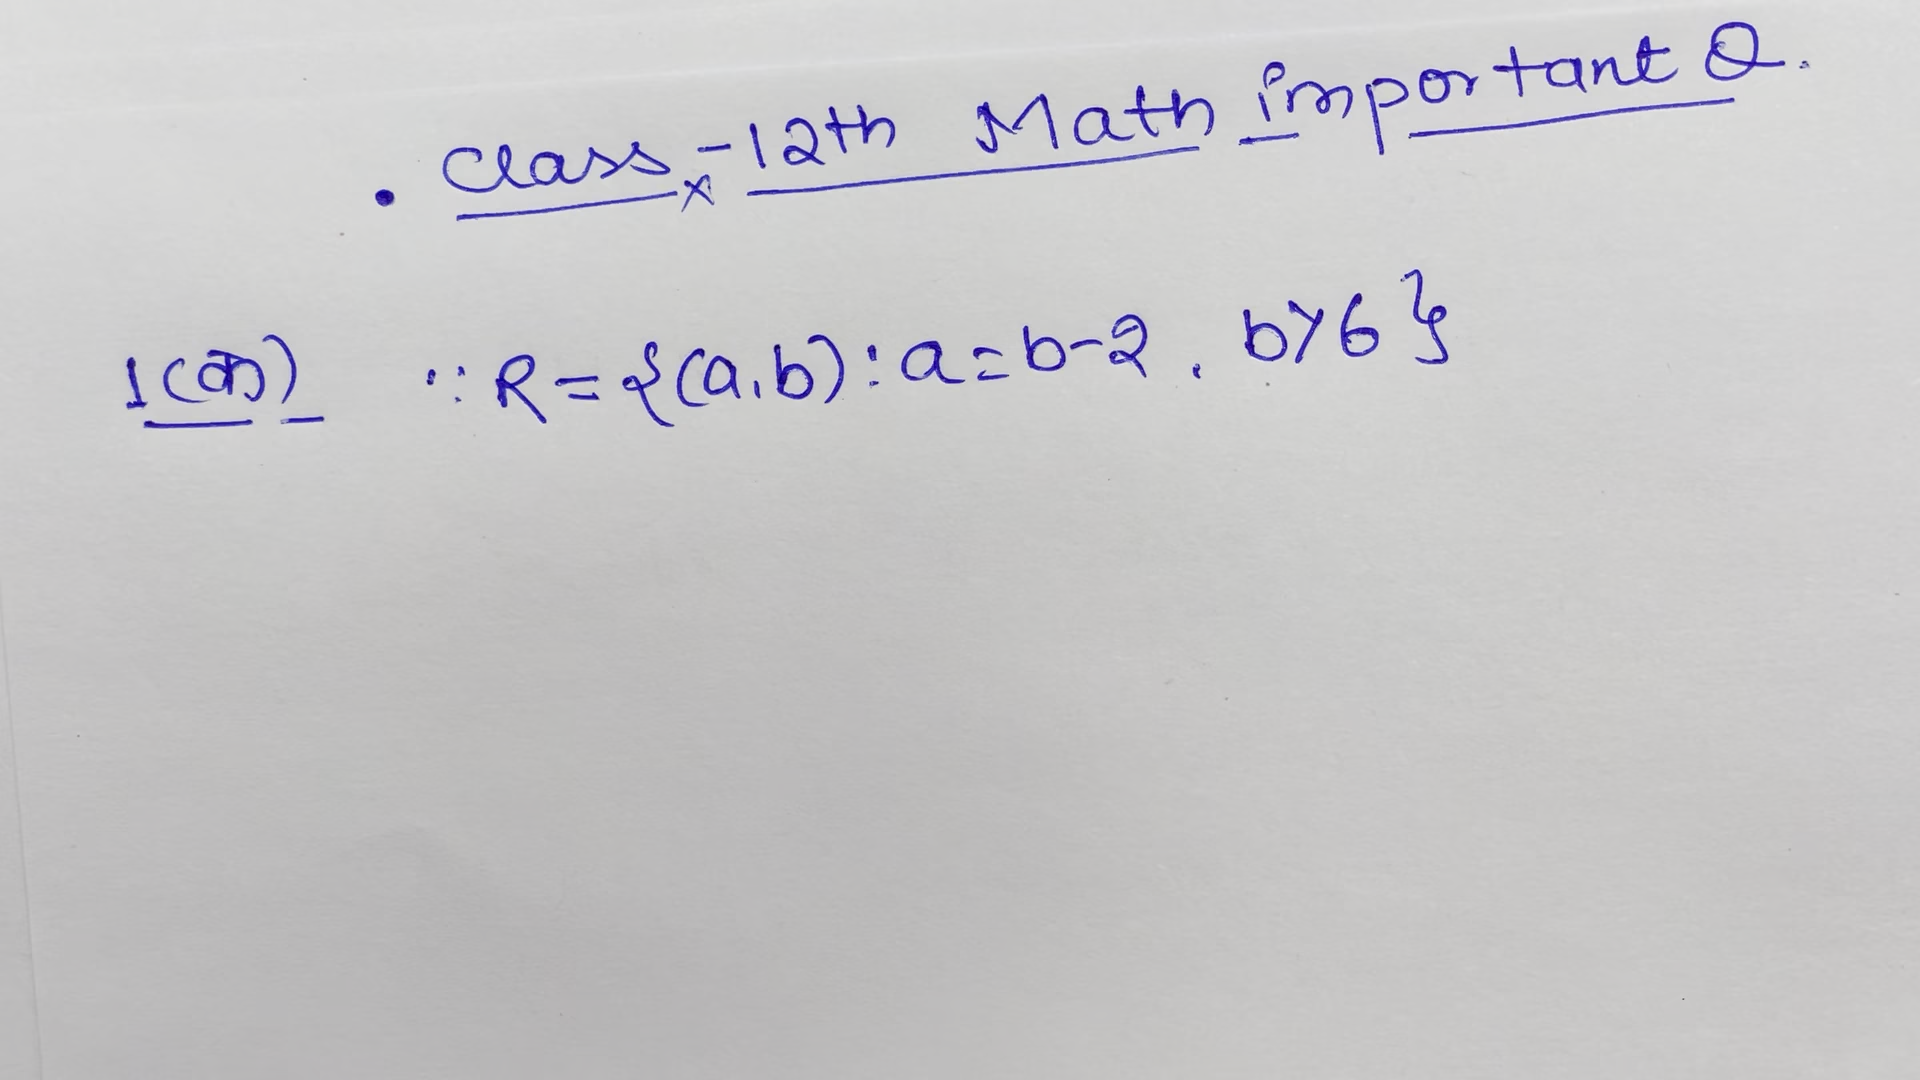 . Class - 12th Math important Q.
1(अ) ∵ R = {(a,b) : a = b-2, b>6}